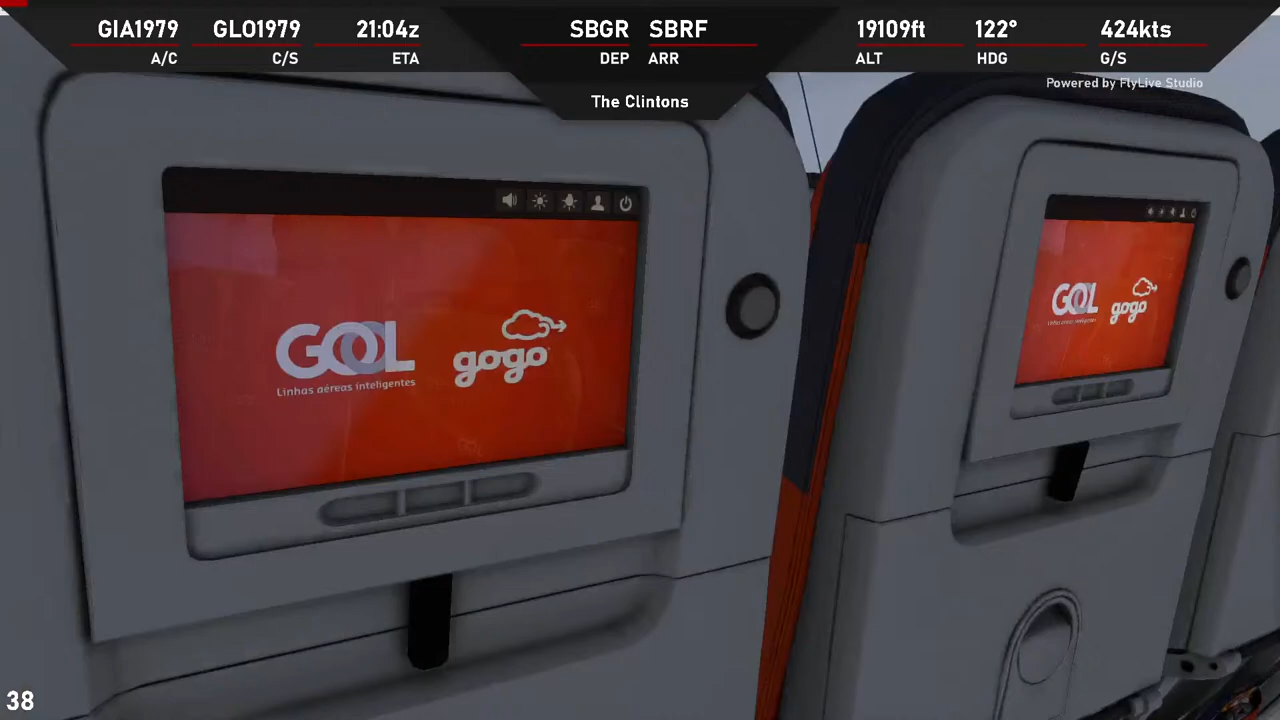 GIA1979 GLO1979 21:04z SBGR SBRF 19109ft 122° 424kts
A/C C/S ETA DEP ARR ALT HDG G/S
Powered by FlyLive Studio
The Clintons
GOL gogo
Linhas aéreas inteligentes
GOL gogo
Linhas aéreas inteligentes
38